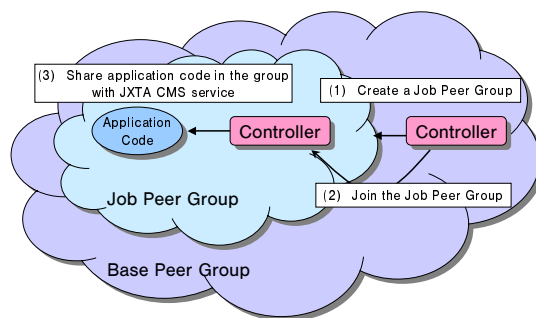 (3) Share application code in the group
with JXTA CMS service
(1) Create a Job Peer Group
Application
Code
Controller
Controller
(2) Join the Job Peer Group
Job Peer Group
Base Peer Group